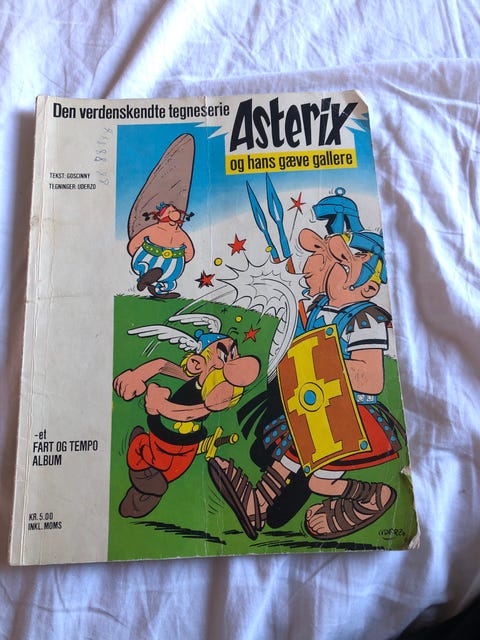 Den verdenskendte tegneserie
Asterix
og hans gæve gallere
TEKST: GOSCINNY
TEGNINGER: UDERZO
-et
FART OG TEMPO
ALBUM
KR. 5.00
INKL. MOMS
UDERZO